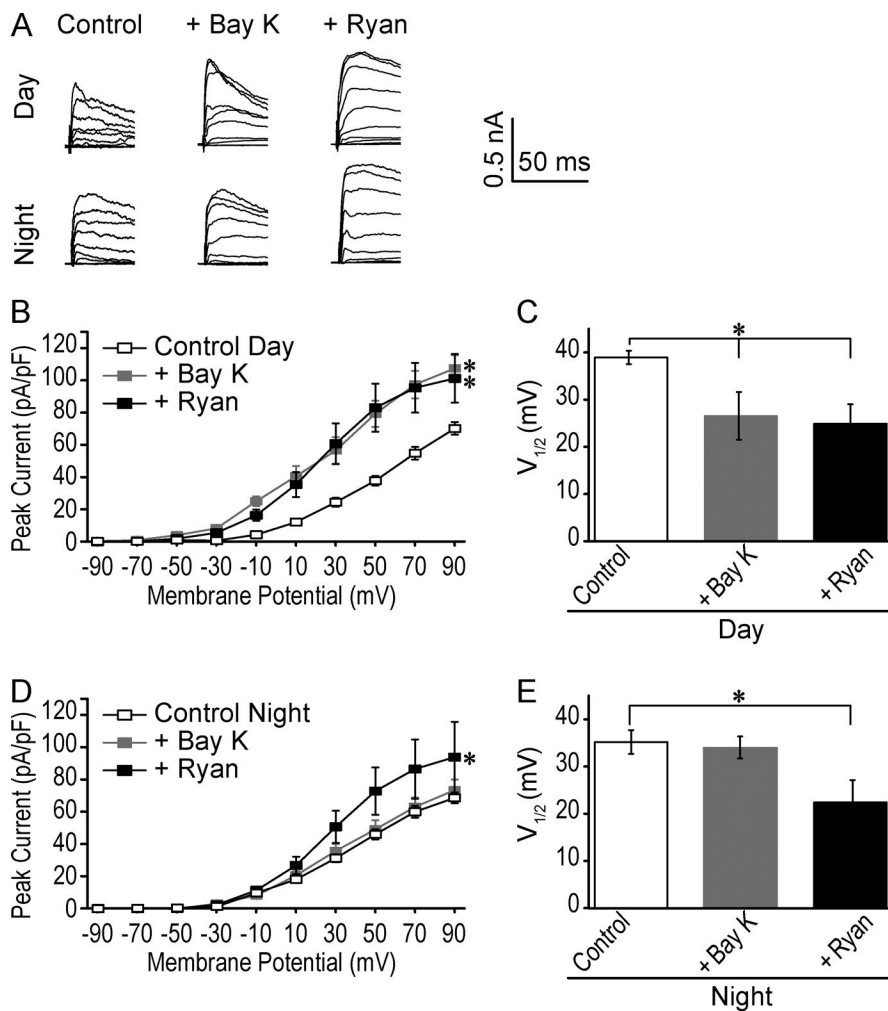 A
Control + Bay K + Ryan
Day
Night
0.5 nA
50 ms
B
Peak Current (pA/pF)
120
100
80
60
40
20
0
Control Day
+ Bay K
+ Ryan
*
*
-90 -70 -50 -30 -10 10 30 50 70 90
Membrane Potential (mV)
C
V1/2 (mV)
40
30
20
10
0
*
Control
+ Bay K
+ Ryan
Day
D
Peak Current (pA/pF)
120
100
80
60
40
20
0
Control Night
+ Bay K
+ Ryan
*
-90 -70 -50 -30 -10 10 30 50 70 90
Membrane Potential (mV)
E
V1/2 (mV)
40
30
20
10
0
*
Control
+ Bay K
+ Ryan
Night